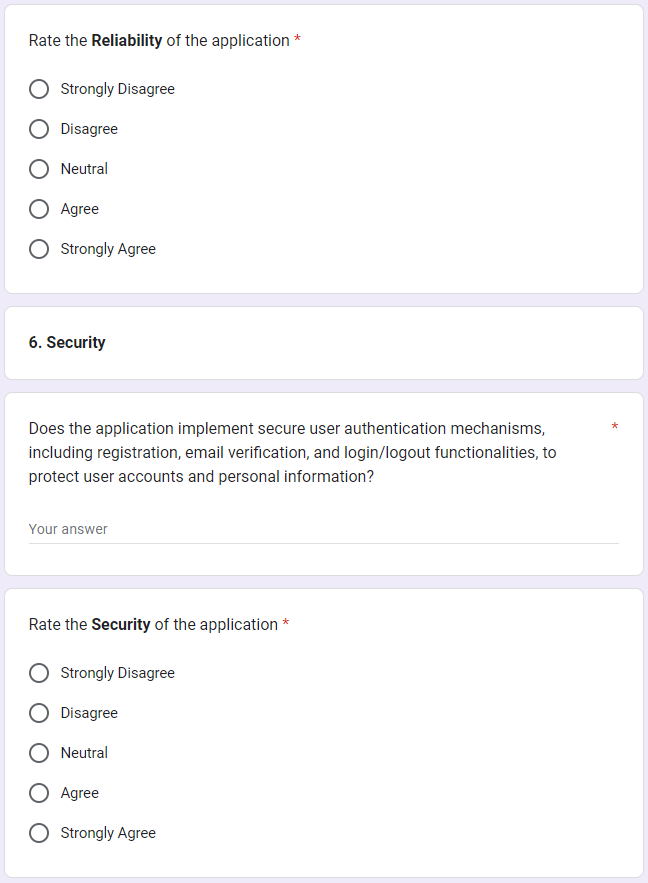 Rate the Reliability of the application *
Strongly Disagree
Disagree
Neutral
Agree
Strongly Agree
6. Security
Does the application implement secure user authentication mechanisms, *
including registration, email verification, and login/logout functionalities, to
protect user accounts and personal information?
Your answer
Rate the Security of the application *
Strongly Disagree
Disagree
Neutral
Agree
Strongly Agree